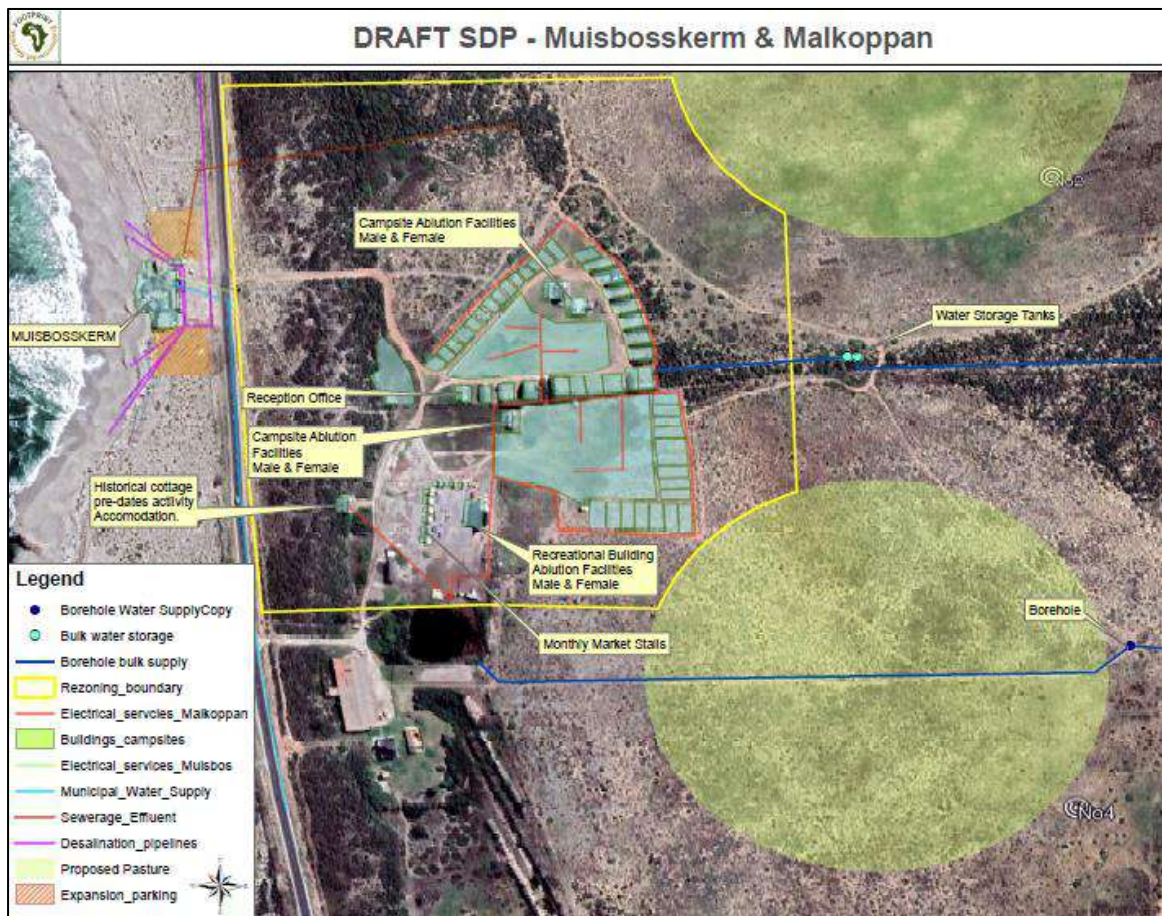 DRAFT SDP - Muisbosskerm & Malkoppan
Campsite Ablution Facilities
Male & Female
Water Storage Tanks
MUISBOSSKERM
Reception Office
Campsite Ablution
Facilities
Male & Female
Historical cottage
pre-dates activity
Accomodation.
Recreational Building
Ablution Facilities
Male & Female
Monthly Market Stalls
Borehole
No4
Legend
Borehole Water SupplyCopy
Bulk water storage
Borehole bulk supply
Rezoning_boundary
Electrical_servcies_Malkoppan
Buildings_campsites
Electrical_services_Muisbos
Municipal_Water_Supply
Sewerage_Effluent
Desalination_pipelines
Proposed Pasture
Expansion_parking